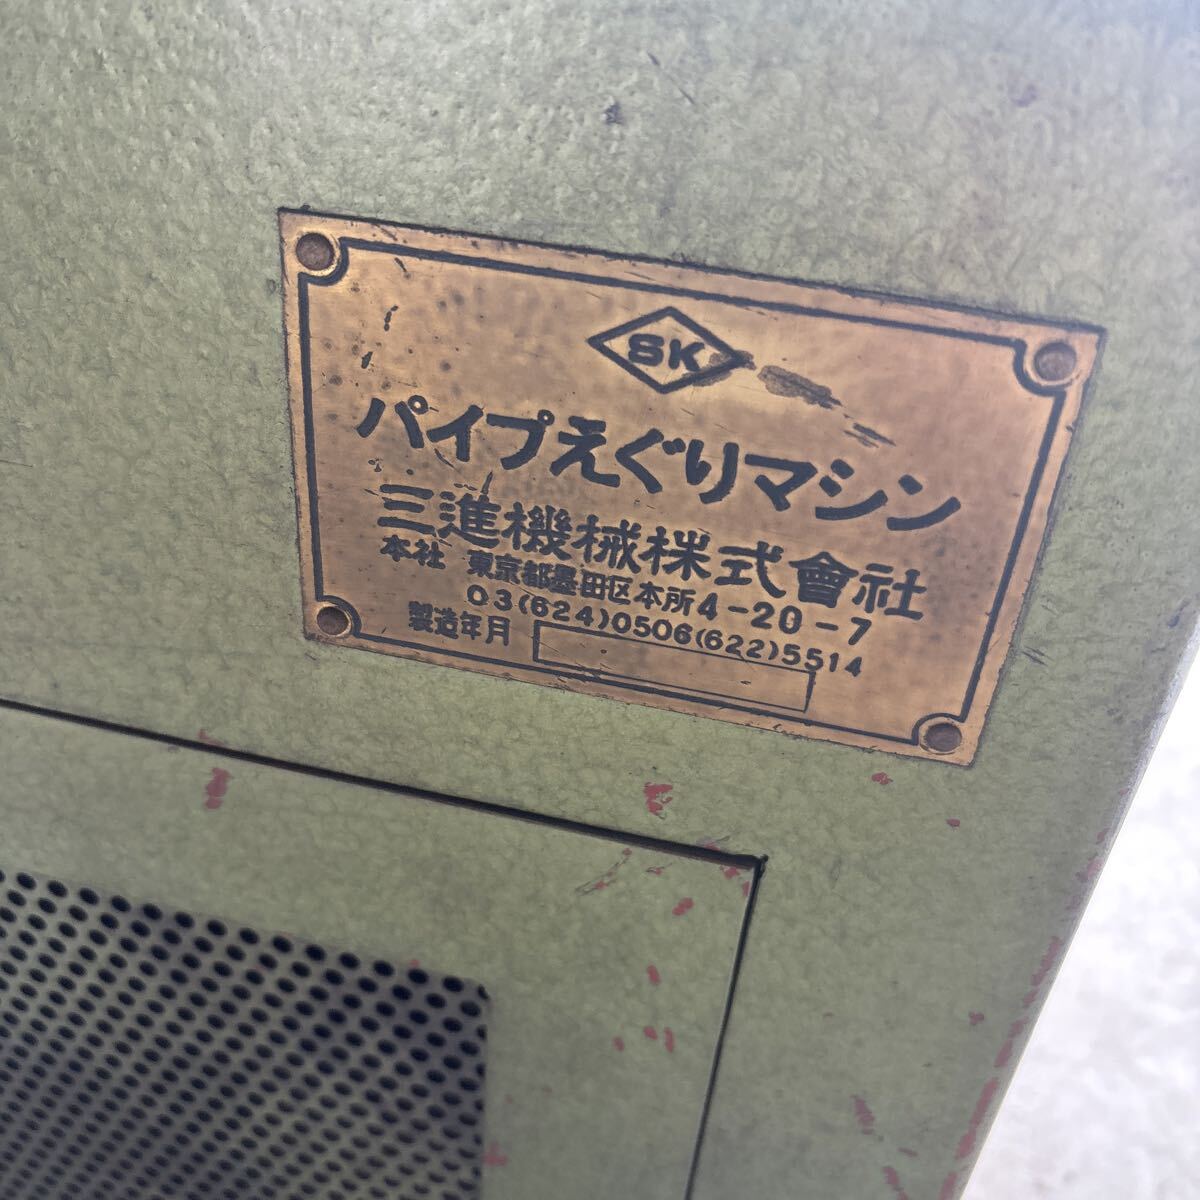 SK
パイプえぐりマシン
三進機械株式會社
本社 東京都墨田区本所4-20-7
03(624)0506(622)5514
製造年月